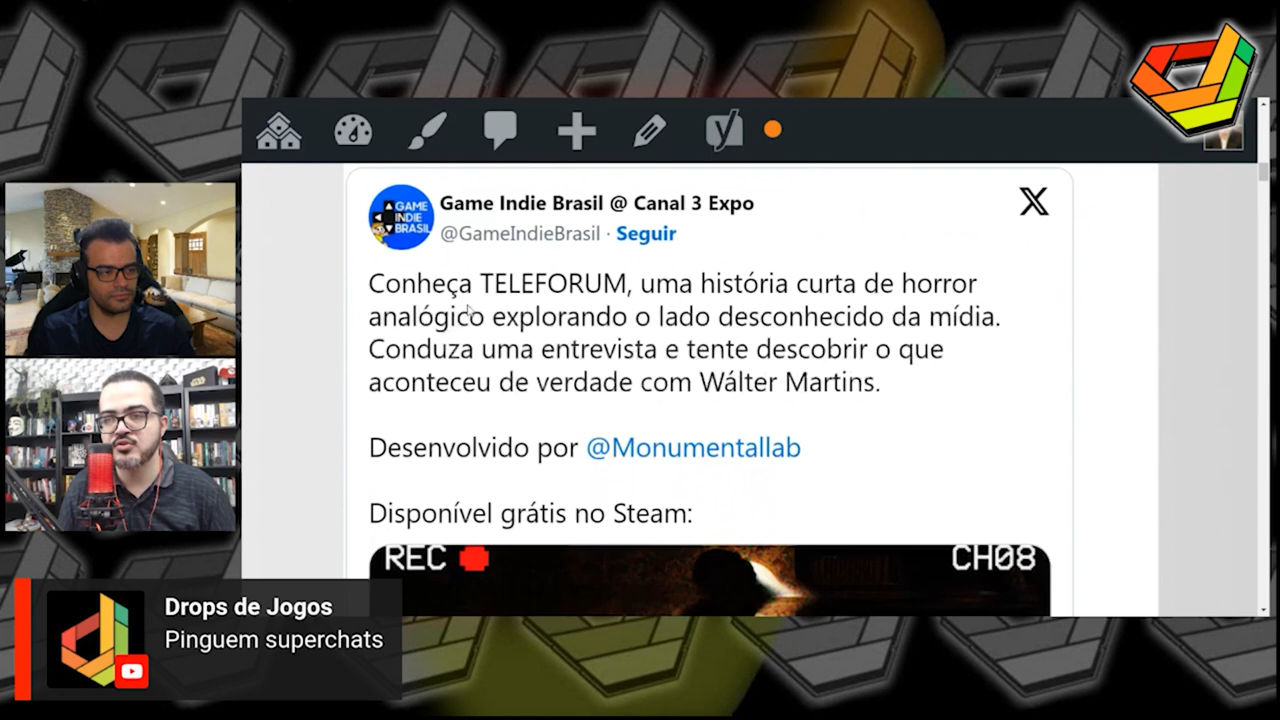 GAME
INDIE
BRASIL
Game Indie Brasil @ Canal 3 Expo
@GameIndieBrasil · Seguir
Conheça TELEFORUM, uma história curta de horror
analógico explorando o lado desconhecido da mídia.
Conduza uma entrevista e tente descobrir o que
aconteceu de verdade com Wálter Martins.
Desenvolvido por @Monumentallab
Disponível grátis no Steam:
REC CH08
Drops de Jogos
Pinguem superchats